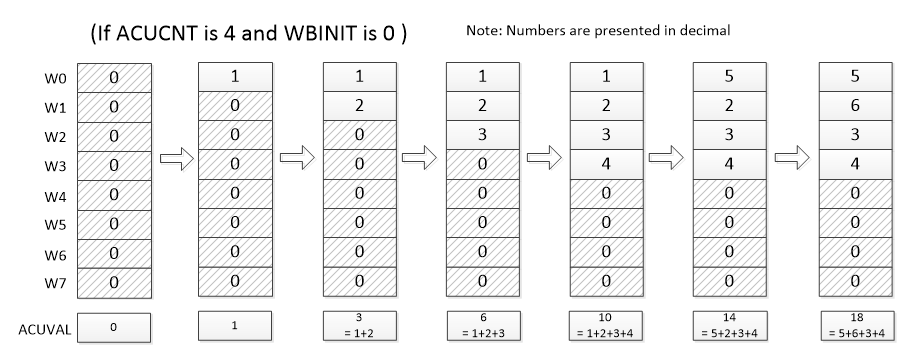 (If ACUCNT is 4 and WBINIT is 0 )
Note: Numbers are presented in decimal
W0 0 1 1 1 1 5 5
W1 0 0 2 2 2 2 6
W2 0 0 0 3 3 3 3
W3 0 0 0 0 4 4 4
W4 0 0 0 0 0 0 0
W5 0 0 0 0 0 0 0
W6 0 0 0 0 0 0 0
W7 0 0 0 0 0 0 0
ACUVAL 0 1 3 6 10 14 18
= 1+2 = 1+2+3 = 1+2+3+4 = 5+2+3+4 = 5+6+3+4